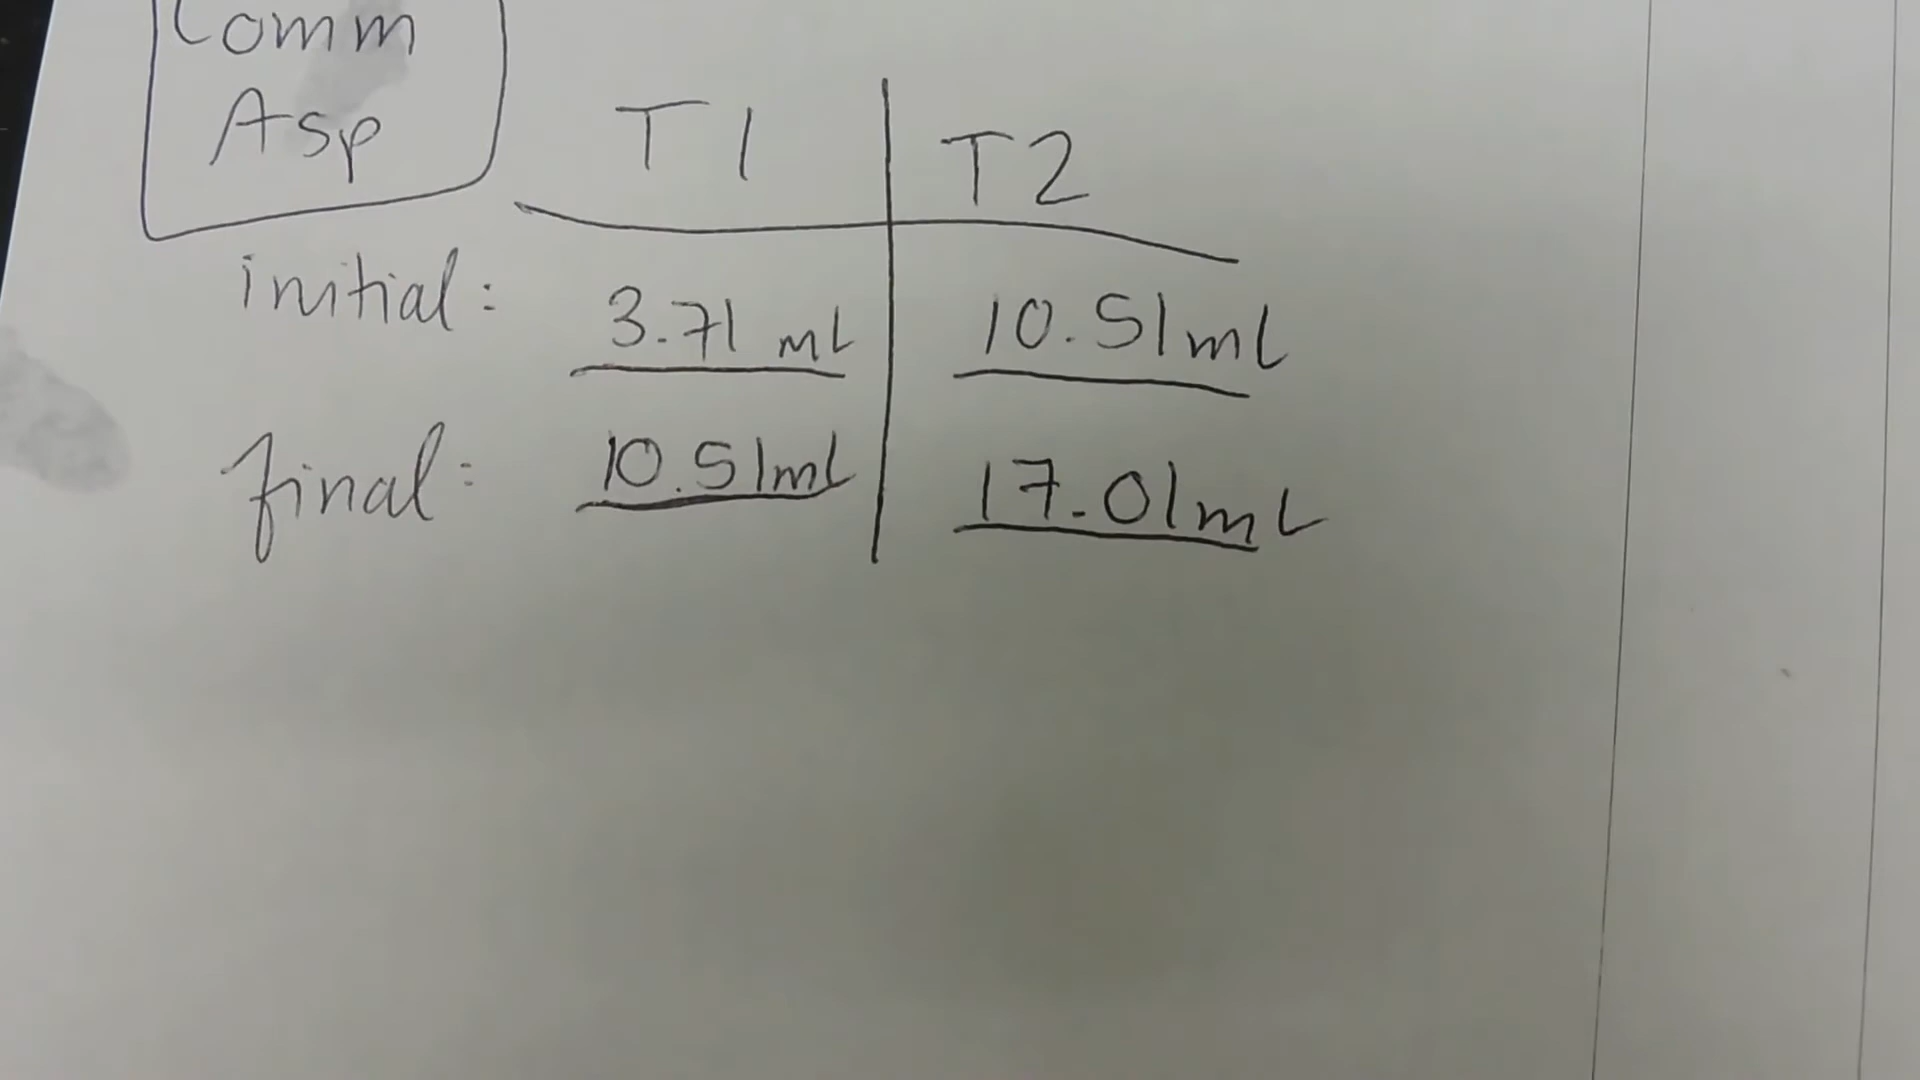 Comm
Asp
T1 T2
initial: 3.71 mL 10.51mL
final: 10.51mL 17.01mL